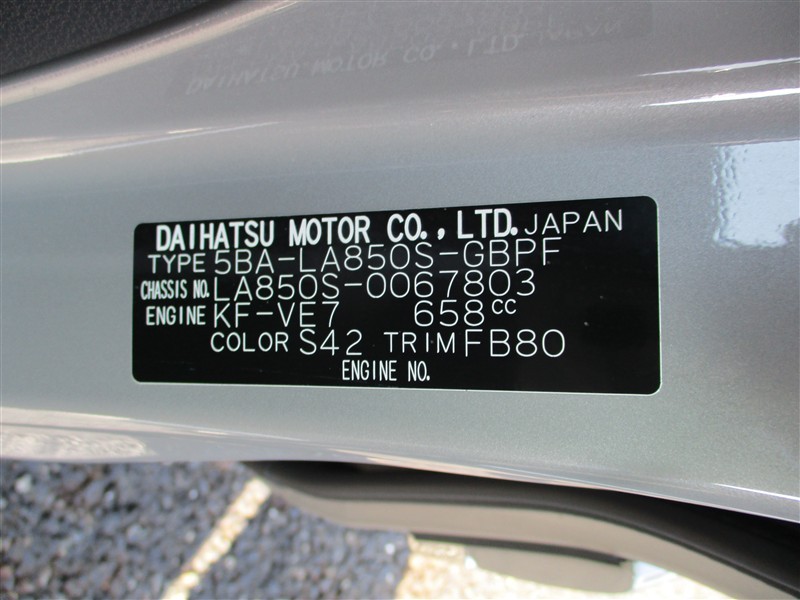 DAIHATSU MOTOR CO., LTD. JAPAN
TYPE 5BA-LA850S-GBPF
CHASSIS NO. LA850S-0067803
ENGINE KF-VE7 658cc
COLOR S42 TRIM FB80
ENGINE NO.